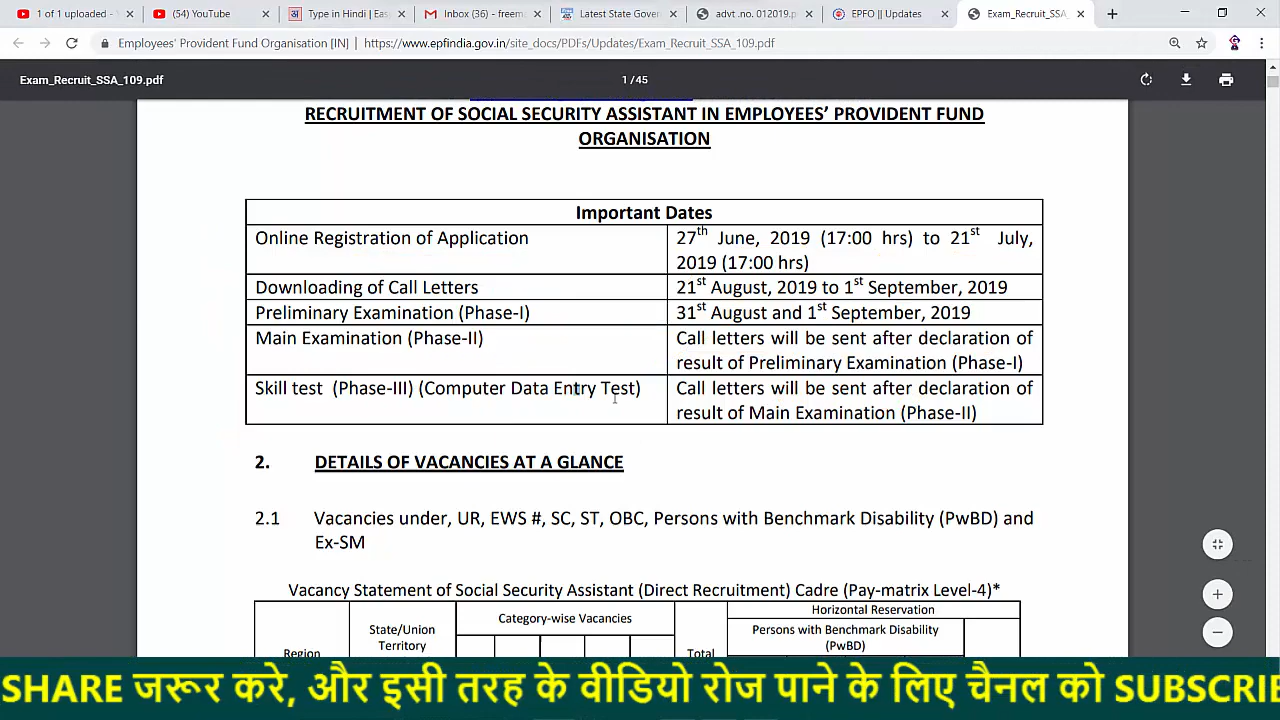 1 of 1 uploaded -
(54) YouTube
Type in Hindi | Eas
Inbox (36) - freem
Latest State Gover
advt .no. 012019.p
EPFO || Updates
Exam_Recruit_SSA_
Employees' Provident Fund Organisation [IN] | https://www.epfindia.gov.in/site_docs/PDFs/Updates/Exam_Recruit_SSA_109.pdf
Exam_Recruit_SSA_109.pdf
1 / 45
RECRUITMENT OF SOCIAL SECURITY ASSISTANT IN EMPLOYEES' PROVIDENT FUND
ORGANISATION
Important Dates
Online Registration of Application
27th June, 2019 (17:00 hrs) to 21st July,
2019 (17:00 hrs)
Downloading of Call Letters
21st August, 2019 to 1st September, 2019
Preliminary Examination (Phase-I)
31st August and 1st September, 2019
Main Examination (Phase-II)
Call letters will be sent after declaration of
result of Preliminary Examination (Phase-I)
Skill test (Phase-III) (Computer Data Entry Test)
Call letters will be sent after declaration of
result of Main Examination (Phase-II)
2. DETAILS OF VACANCIES AT A GLANCE
2.1 Vacancies under, UR, EWS #, SC, ST, OBC, Persons with Benchmark Disability (PwBD) and
Ex-SM
Vacancy Statement of Social Security Assistant (Direct Recruitment) Cadre (Pay-matrix Level-4)*
Region
State/Union
Territory
Category-wise Vacancies
Total
Horizontal Reservation
Persons with Benchmark Disability
(PwBD)
SHARE जरूर करे, और इसी तरह के वीडियो रोज पाने के लिए चैनल को SUBSCRIBE